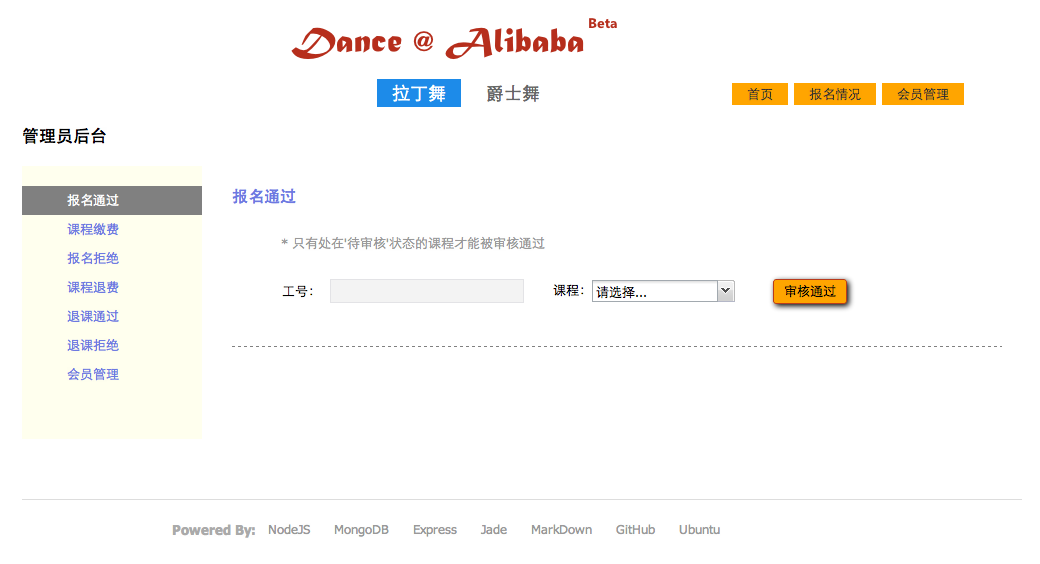 Dance @ Alibaba Beta
拉丁舞 爵士舞 首页 报名情况 会员管理
管理员后台
报名通过
课程缴费
报名拒绝
课程退费
退课通过
退课拒绝
会员管理
报名通过
* 只有处在'待审核'状态的课程才能被审核通过
工号： 课程： 请选择... 审核通过
Powered By: NodeJS MongoDB Express Jade MarkDown GitHub Ubuntu